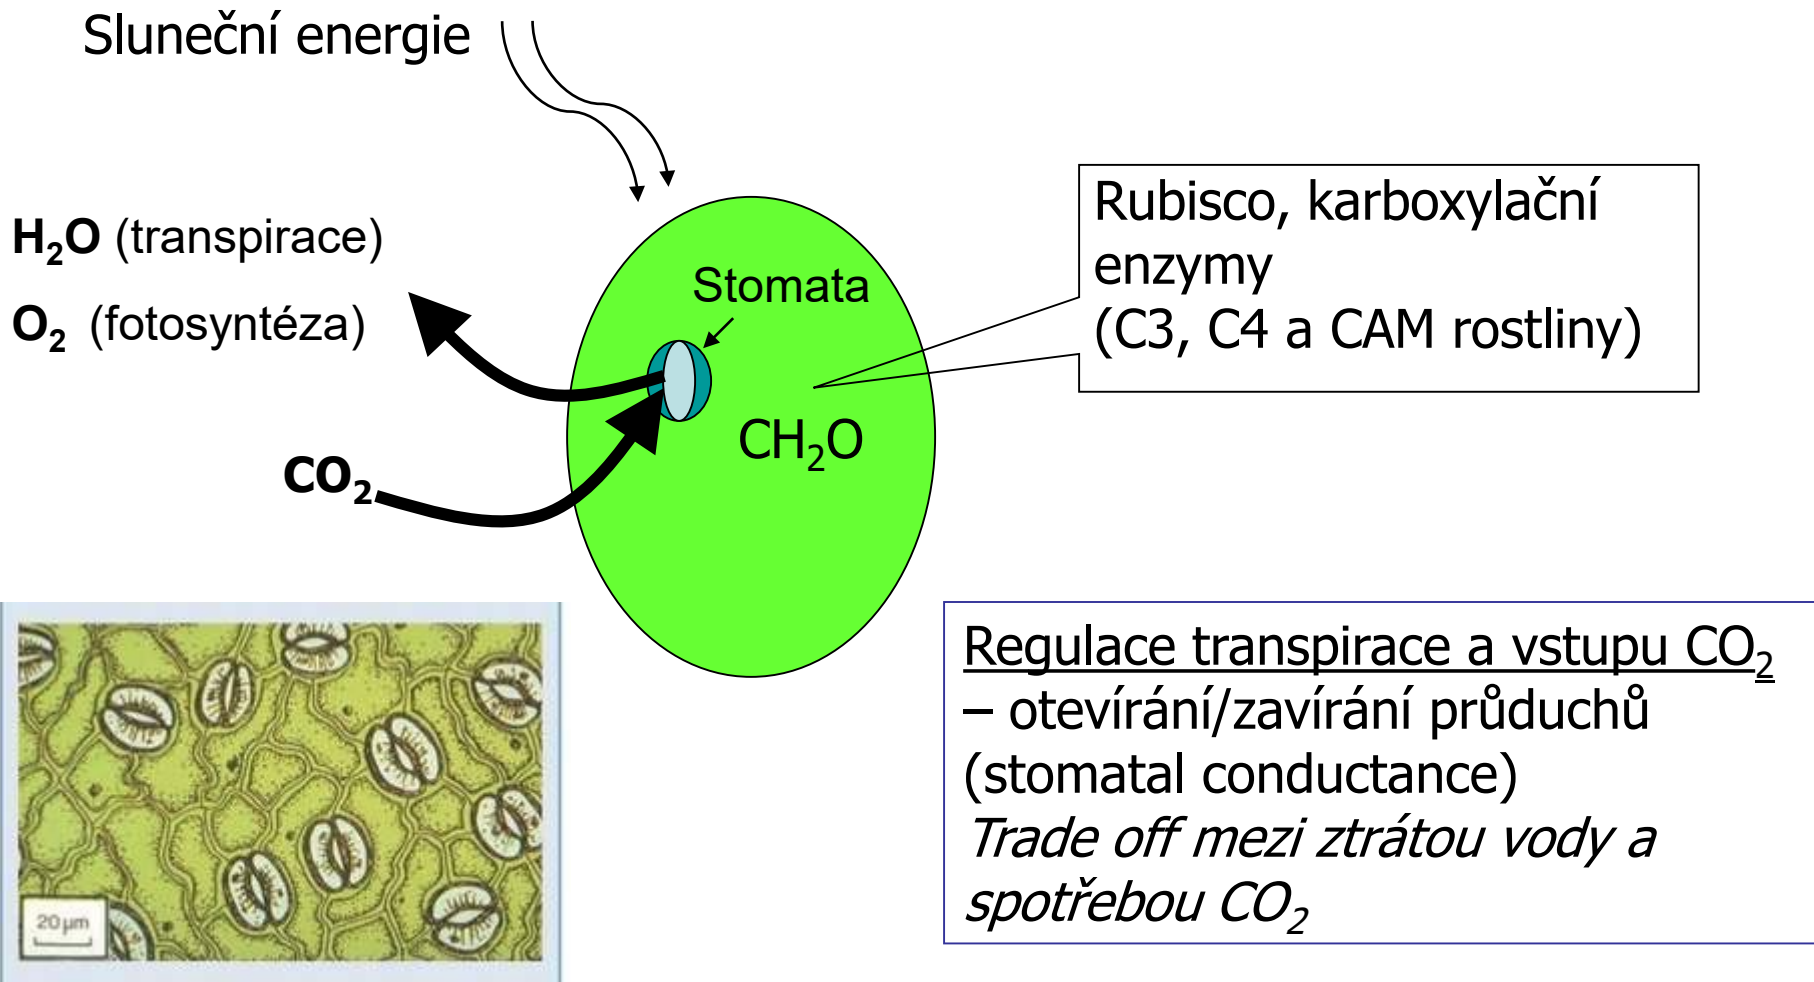 Sluneční energie
H₂O (transpirace)
O₂ (fotosyntéza)
Stomata
CH₂O
CO₂
Rubisco, karboxylační
enzymy
(C3, C4 a CAM rostliny)
20 µm
Regulace transpirace a vstupu CO₂
– otevírání/zavírání průduchů
(stomatal conductance)
Trade off mezi ztrátou vody a
spotřebou CO₂